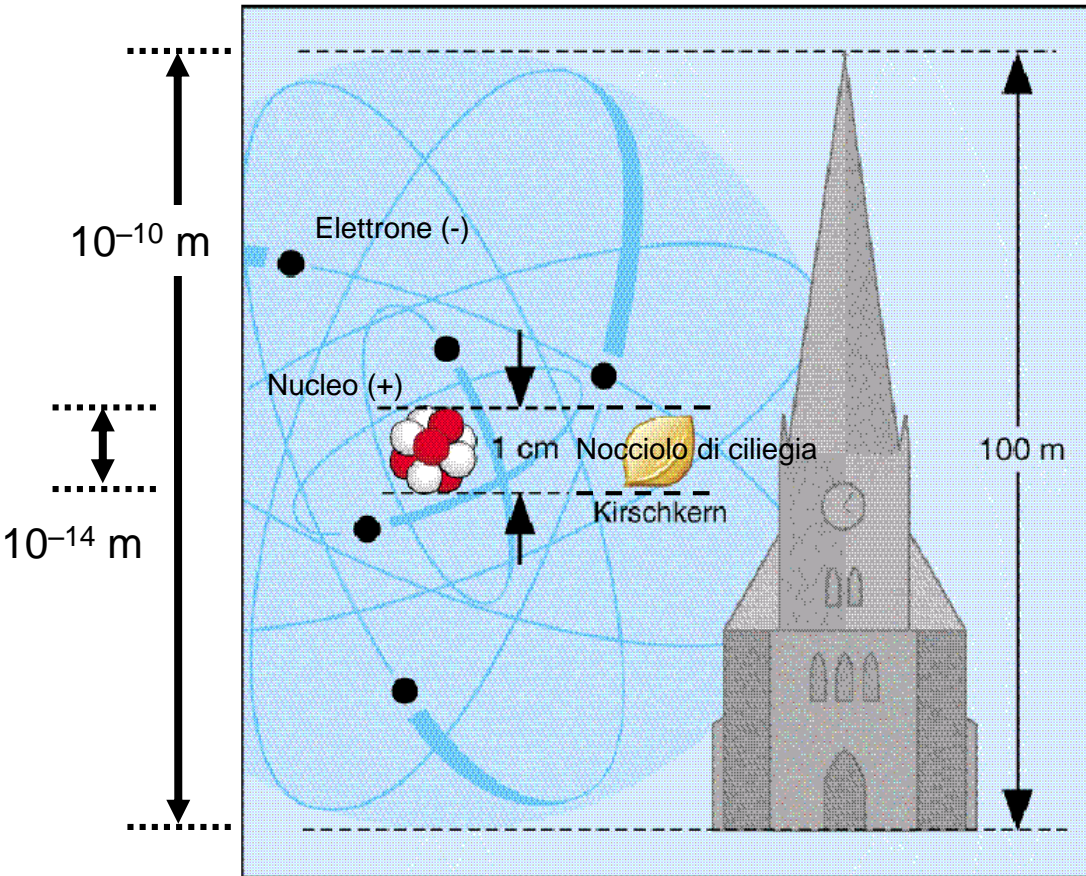 Elettrone (-)
10⁻¹⁰ m
Nucleo (+)
1 cm
Nocciolo di ciliegia
100 m
Kirschkern
10⁻¹⁴ m